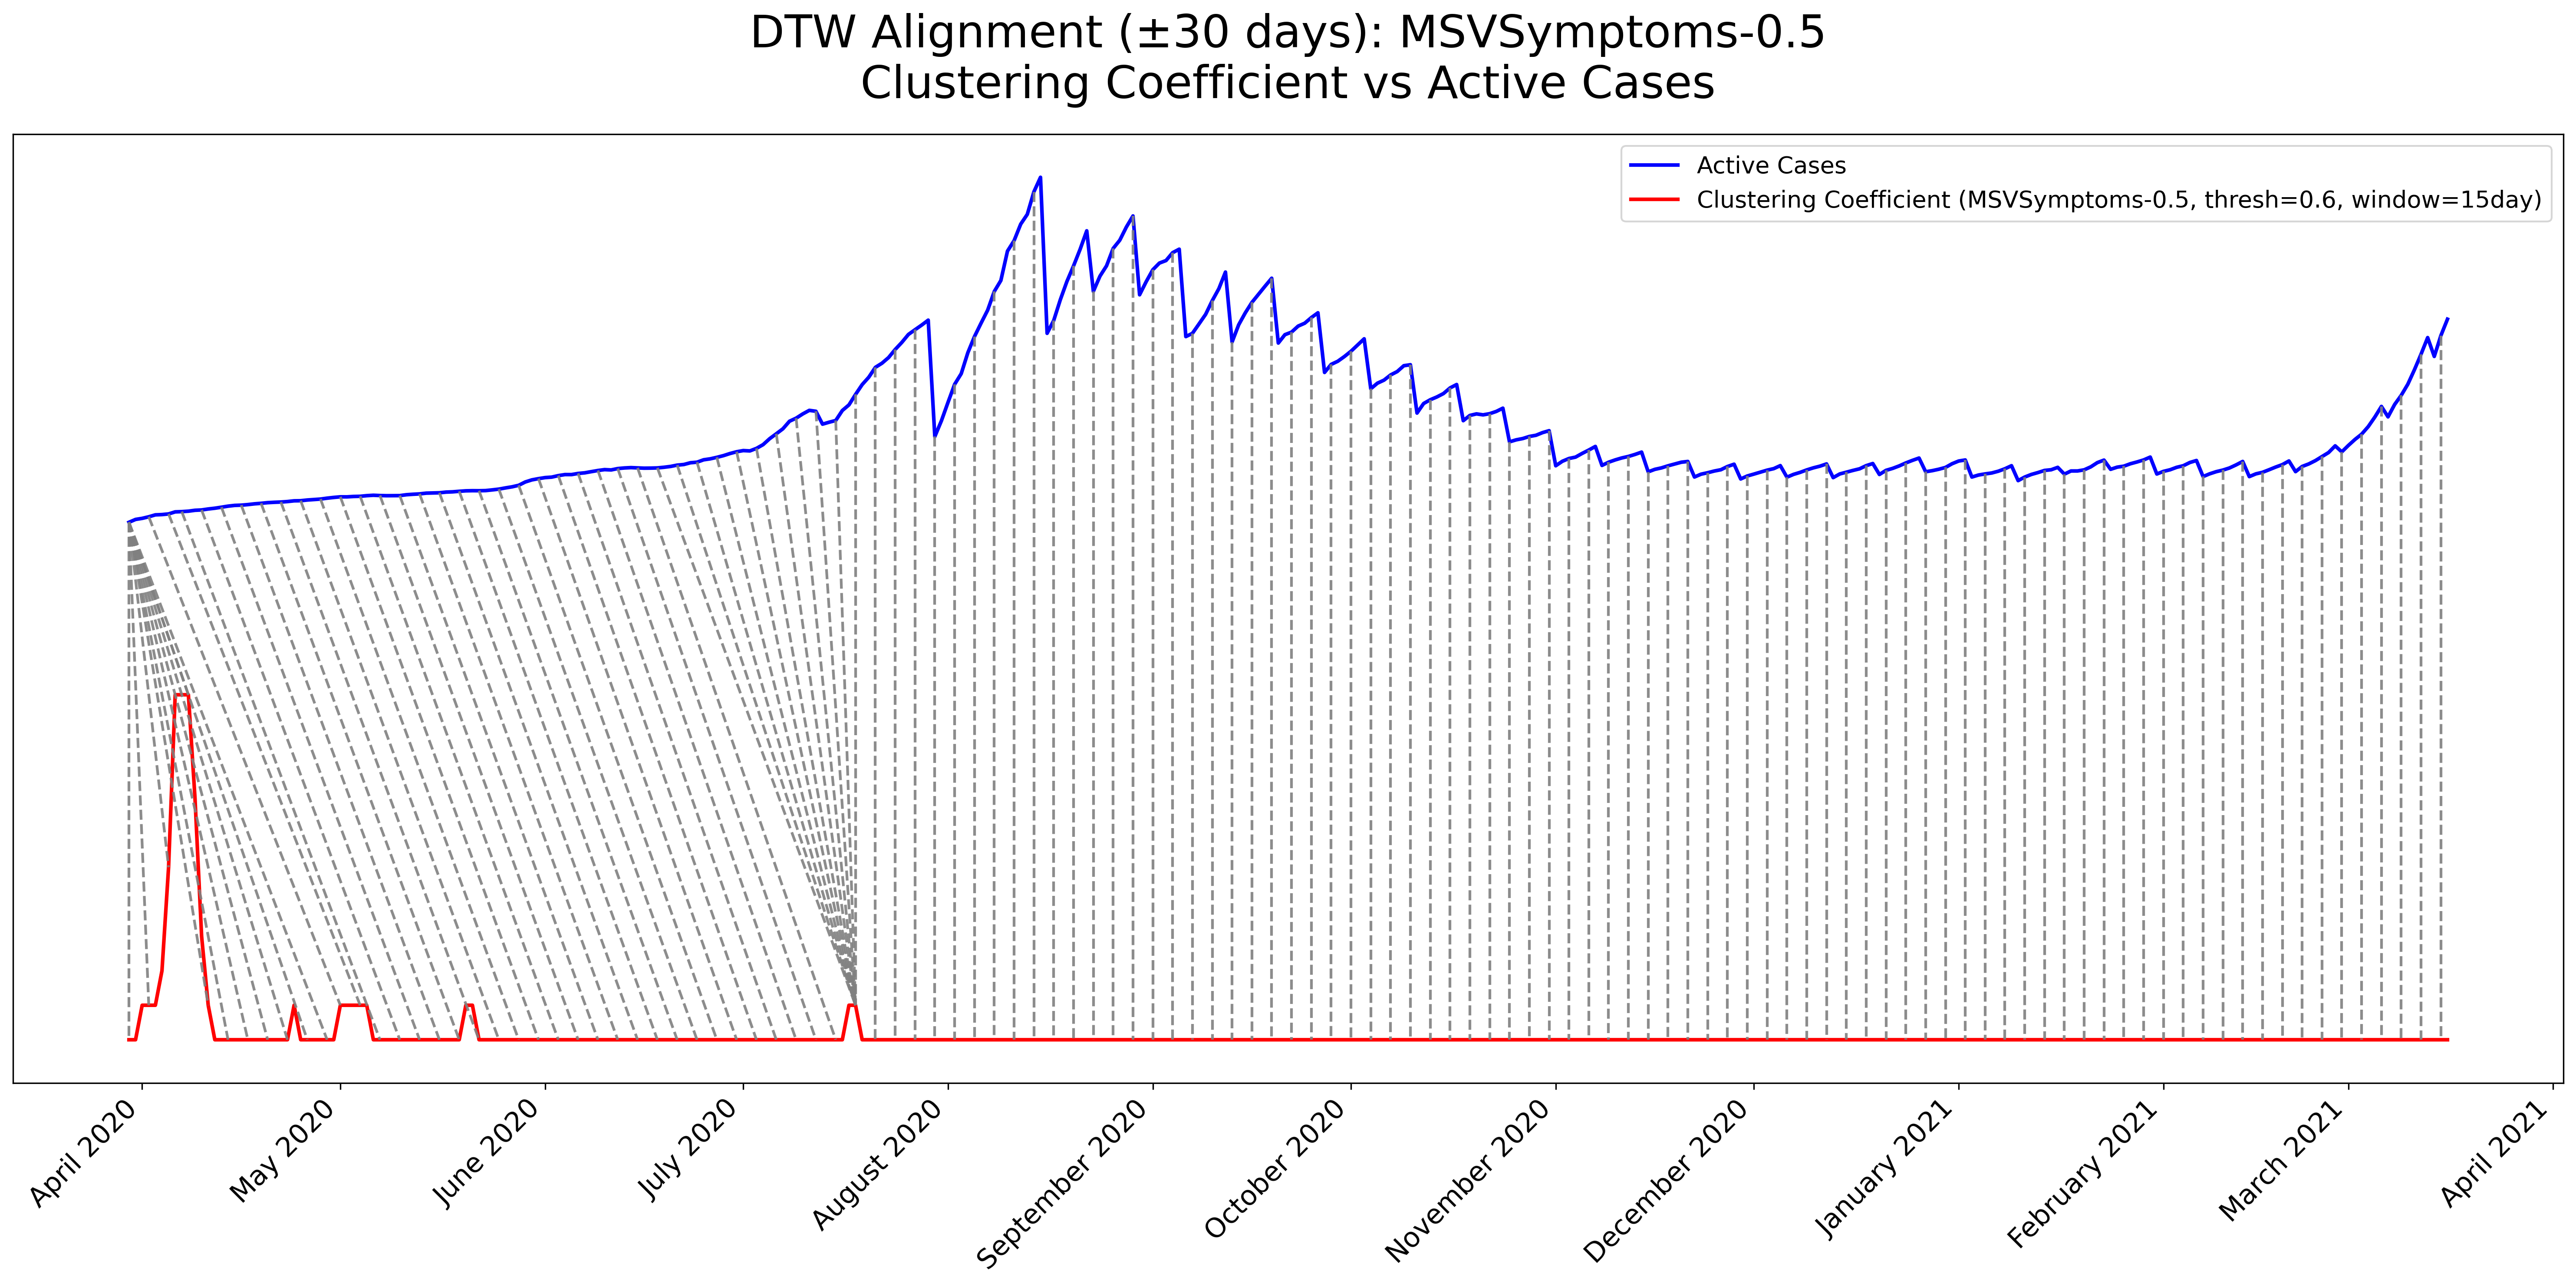 DTW Alignment (±30 days): MSVSymptoms-0.5
Clustering Coefficient vs Active Cases
Active Cases
Clustering Coefficient (MSVSymptoms-0.5, thresh=0.6, window=15day)
April 2020
May 2020
June 2020
July 2020
August 2020
September 2020
October 2020
November 2020
December 2020
January 2021
February 2021
March 2021
April 2021